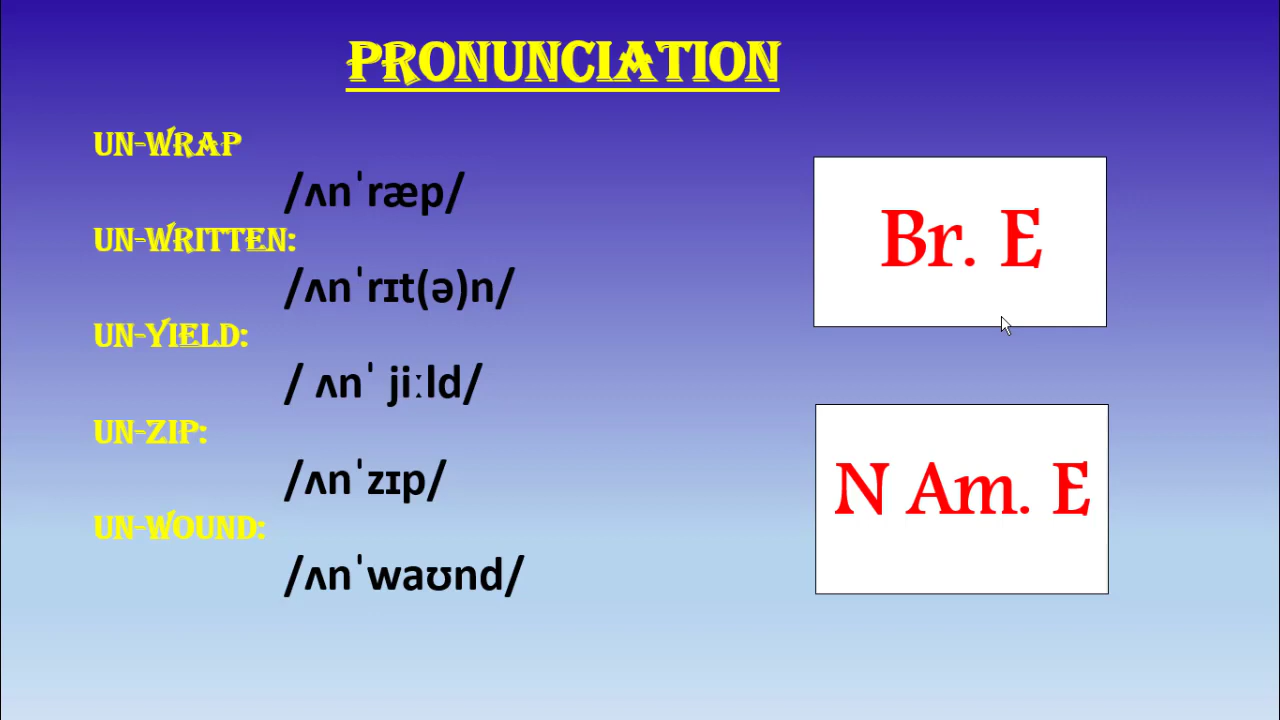 PRONUNCIATION
UN-WRAP
/ʌnˈræp/
UN-WRITTEN:
/ʌnˈrɪt(ə)n/
UN-YIELD:
/ ʌnˈ jiːld/
UN-ZIP:
/ʌnˈzɪp/
UN-WOUND:
/ʌnˈwaʊnd/
Br. E
N Am. E